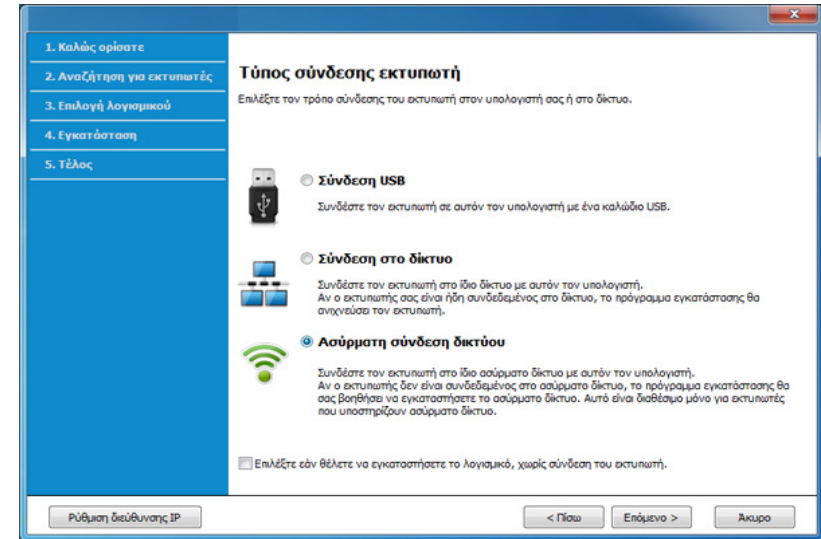 1. Καλώς ορίσατε
2. Αναζήτηση για εκτυπωτές
3. Επιλογή λογισμικού
4. Εγκατάσταση
5. Τέλος
Τύπος σύνδεσης εκτυπωτή
Επιλέξτε τον τρόπο σύνδεσης του εκτυπωτή στον υπολογιστή σας ή στο δίκτυο.
Σύνδεση USB
Συνδέστε τον εκτυπωτή σε αυτόν τον υπολογιστή με ένα καλώδιο USB.
Σύνδεση στο δίκτυο
Συνδέστε τον εκτυπωτή στο ίδιο δίκτυο με αυτόν τον υπολογιστή.
Αν ο εκτυπωτής σας είναι ήδη συνδεδεμένος στο δίκτυο, το πρόγραμμα εγκατάστασης θα
ανιχνεύσει τον εκτυπωτή.
Ασύρματη σύνδεση δικτύου
Συνδέστε τον εκτυπωτή στο ίδιο ασύρματο δίκτυο με αυτόν τον υπολογιστή.
Αν ο εκτυπωτής δεν είναι συνδεδεμένος στο ασύρματο δίκτυο, το πρόγραμμα εγκατάστασης θα
σας βοηθήσει να εγκαταστήσετε το ασύρματο δίκτυο. Αυτό είναι διαθέσιμο μόνο για εκτυπωτές
που υποστηρίζουν ασύρματο δίκτυο.
Επιλέξτε εάν θέλετε να εγκαταστήσετε το λογισμικό, χωρίς σύνδεση του εκτυπωτή.
Ρύθμιση διεύθυνσης IP
< Πίσω
Επόμενο >
Άκυρο